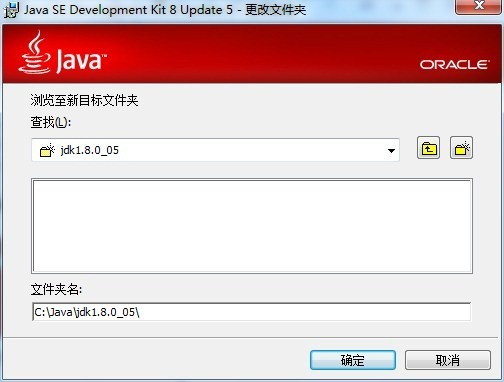 Java SE Development Kit 8 Update 5 - 更改文件夹
Java™
ORACLE
浏览至新目标文件夹
查找(L):
jdk1.8.0_05
文件夹名:
C:\Java\jdk1.8.0_05\
确定
取消